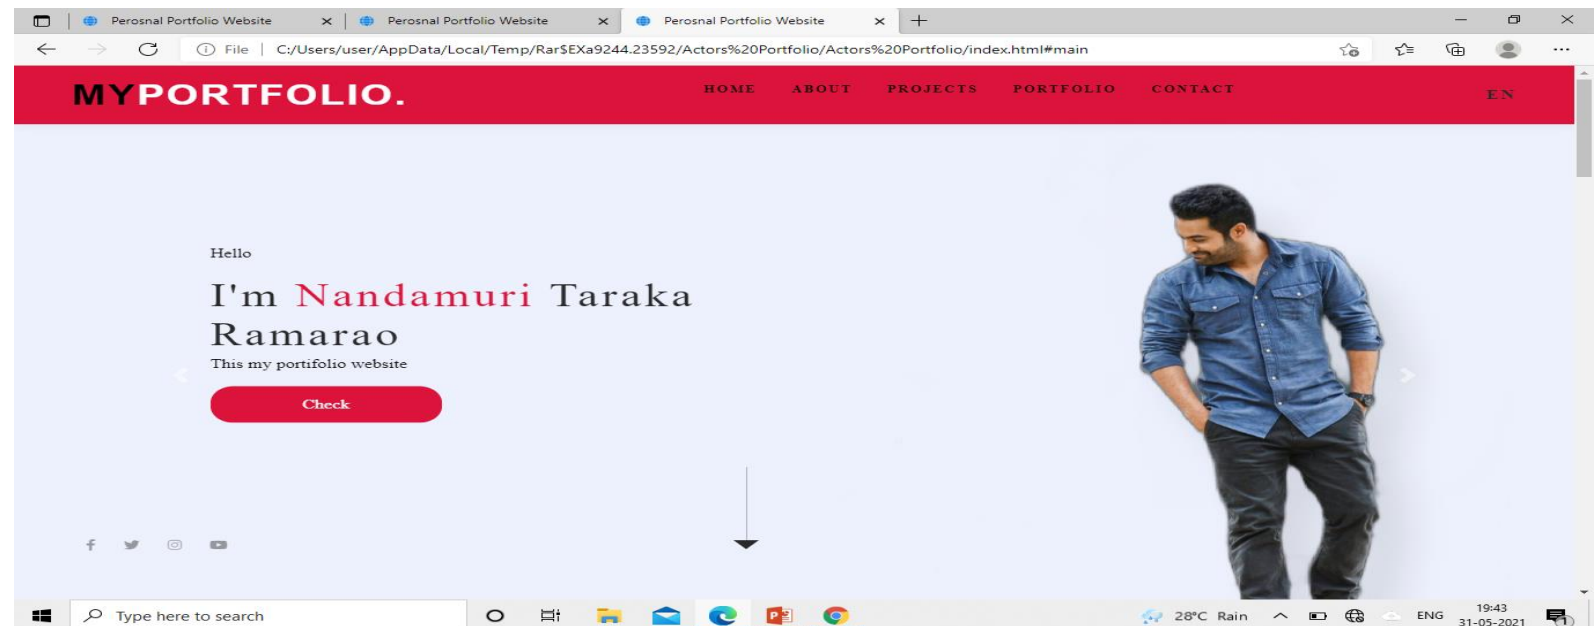 Perosnal Portfolio Website
Perosnal Portfolio Website
Perosnal Portfolio Website
File
C:/Users/user/AppData/Local/Temp/Rar$EXa9244.23592/Actors%20Portfolio/Actors%20Portfolio/index.html#main
MYPORTFOLIO.
HOME ABOUT PROJECTS PORTFOLIO CONTACT
EN
Hello
I'm Nandamuri Taraka
Ramarao
This my portifolio website
Check
Type here to search
28°C Rain
ENG
19:43
31-05-2021
1